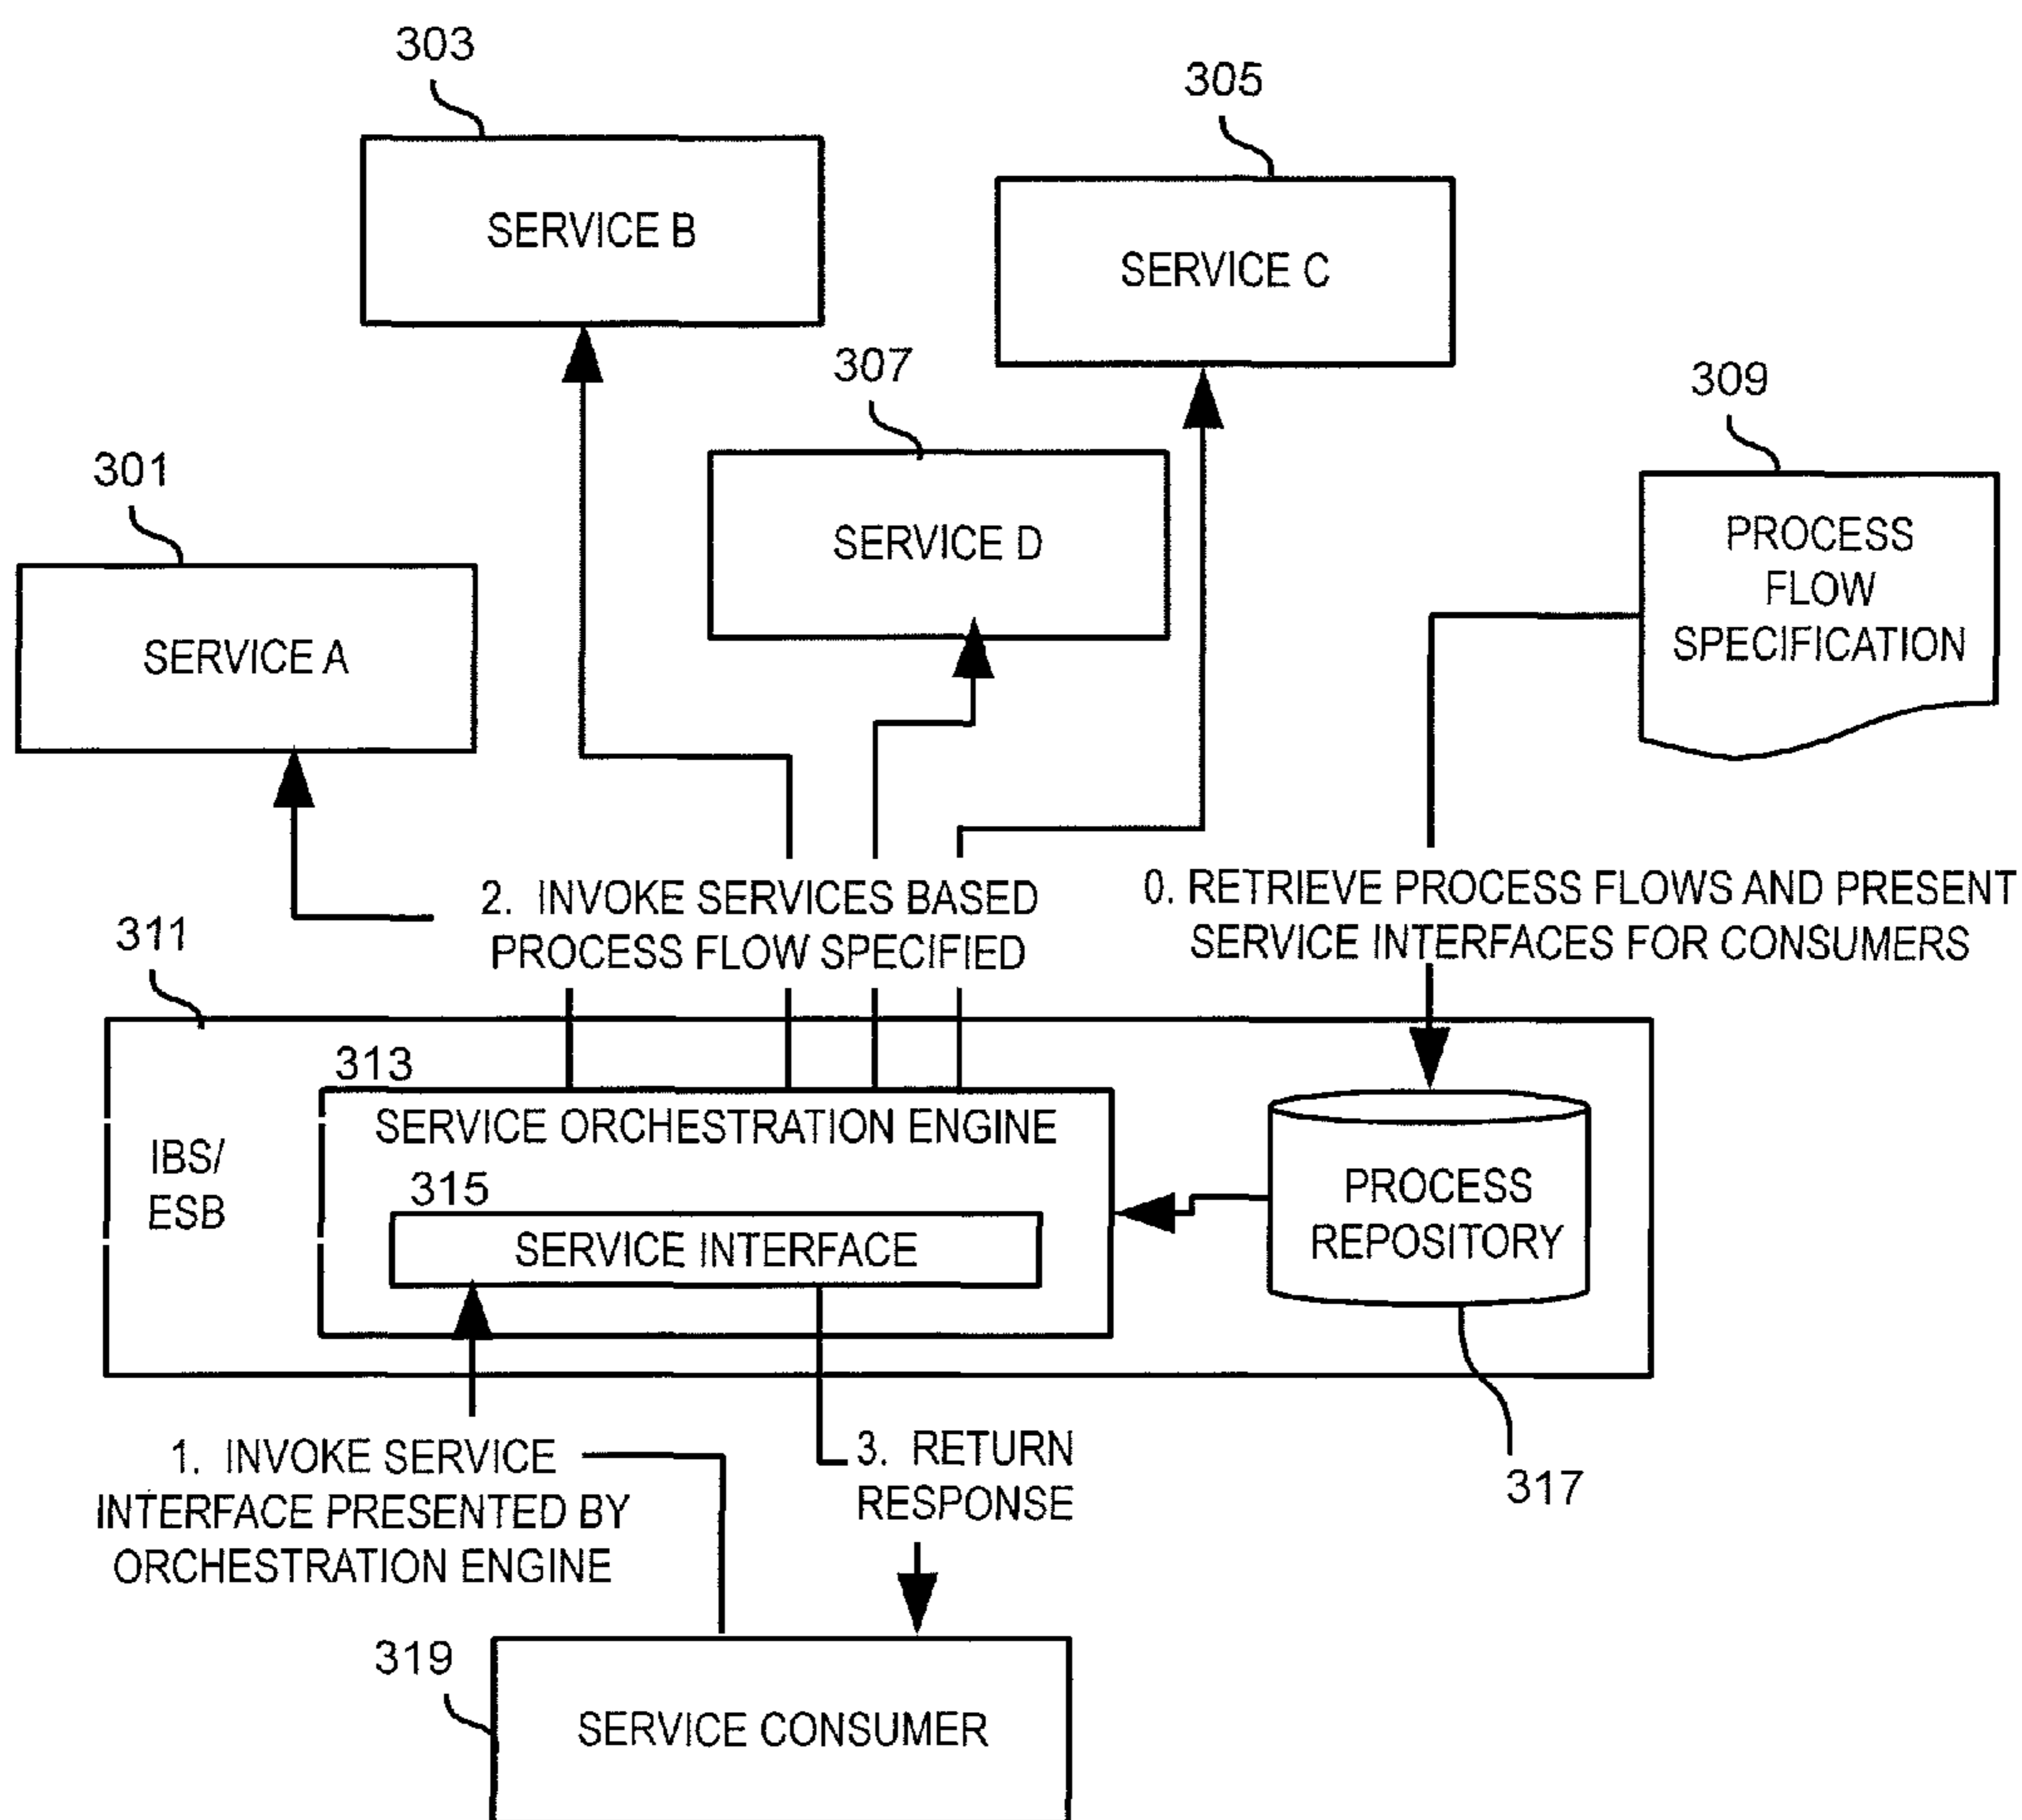 303
305
SERVICE B
SERVICE C
307
309
301
SERVICE D
PROCESS
FLOW
SPECIFICATION
SERVICE A
2. INVOKE SERVICES BASED
PROCESS FLOW SPECIFIED
0. RETRIEVE PROCESS FLOWS AND PRESENT
SERVICE INTERFACES FOR CONSUMERS
311
313
SERVICE ORCHESTRATION ENGINE
IBS/
ESB
315
SERVICE INTERFACE
PROCESS
REPOSITORY
1. INVOKE SERVICE
INTERFACE PRESENTED BY
ORCHESTRATION ENGINE
3. RETURN
RESPONSE
317
319
SERVICE CONSUMER